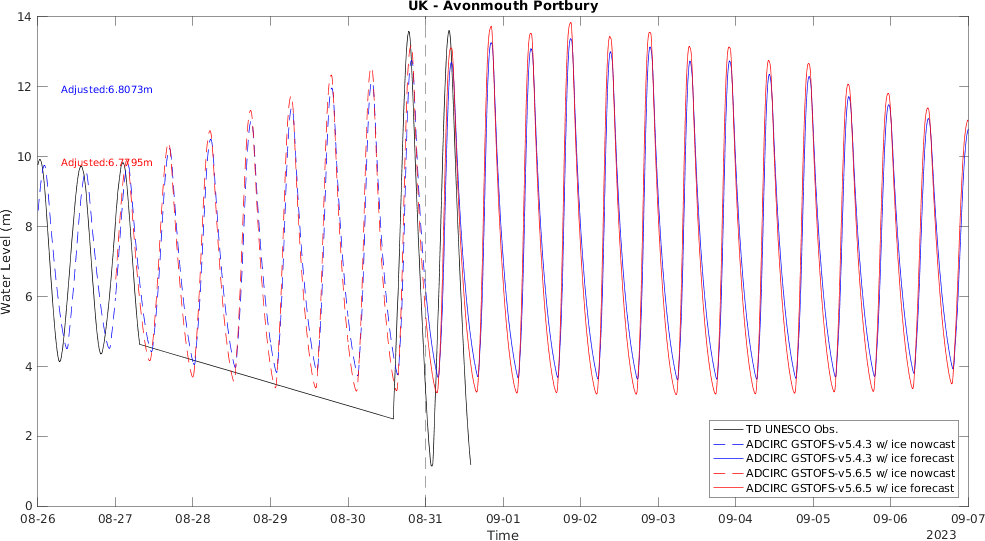 UK - Avonmouth Portbury
14
12
10
8
6
4
2
0
Water Level (m)
Adjusted:6.8073m
Adjusted:6.7795m
TD UNESCO Obs.
ADCIRC GSTOFS-v5.4.3 w/ ice nowcast
ADCIRC GSTOFS-v5.4.3 w/ ice forecast
ADCIRC GSTOFS-v5.6.5 w/ ice nowcast
ADCIRC GSTOFS-v5.6.5 w/ ice forecast
08-26 08-27 08-28 08-29 08-30 08-31 09-01 09-02 09-03 09-04 09-05 09-06 09-07
Time
2023